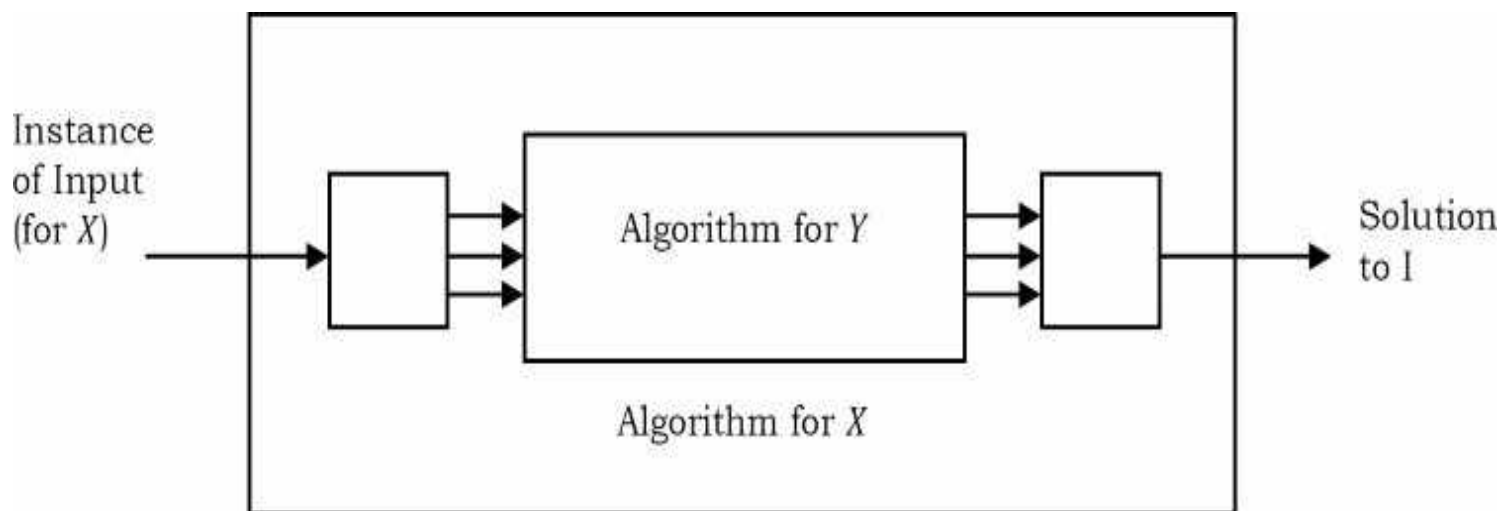 Instance
of Input
(for X)
Algorithm for Y
Algorithm for X
Solution
to I